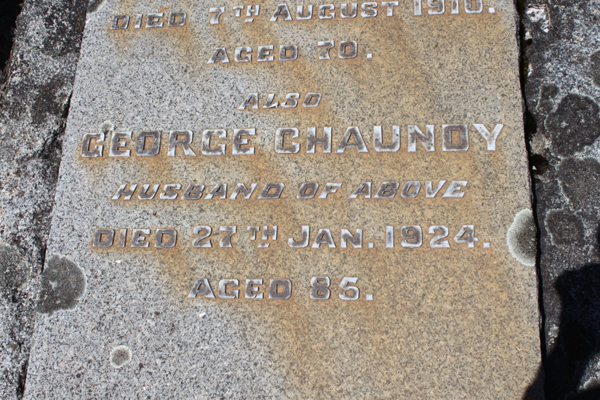 DIED 7TH AUGUST 1910.
AGED 70.
ALSO
GEORGE CHAUNDY
HUSBAND OF ABOVE
DIED 27TH JAN. 1924.
AGED 85.